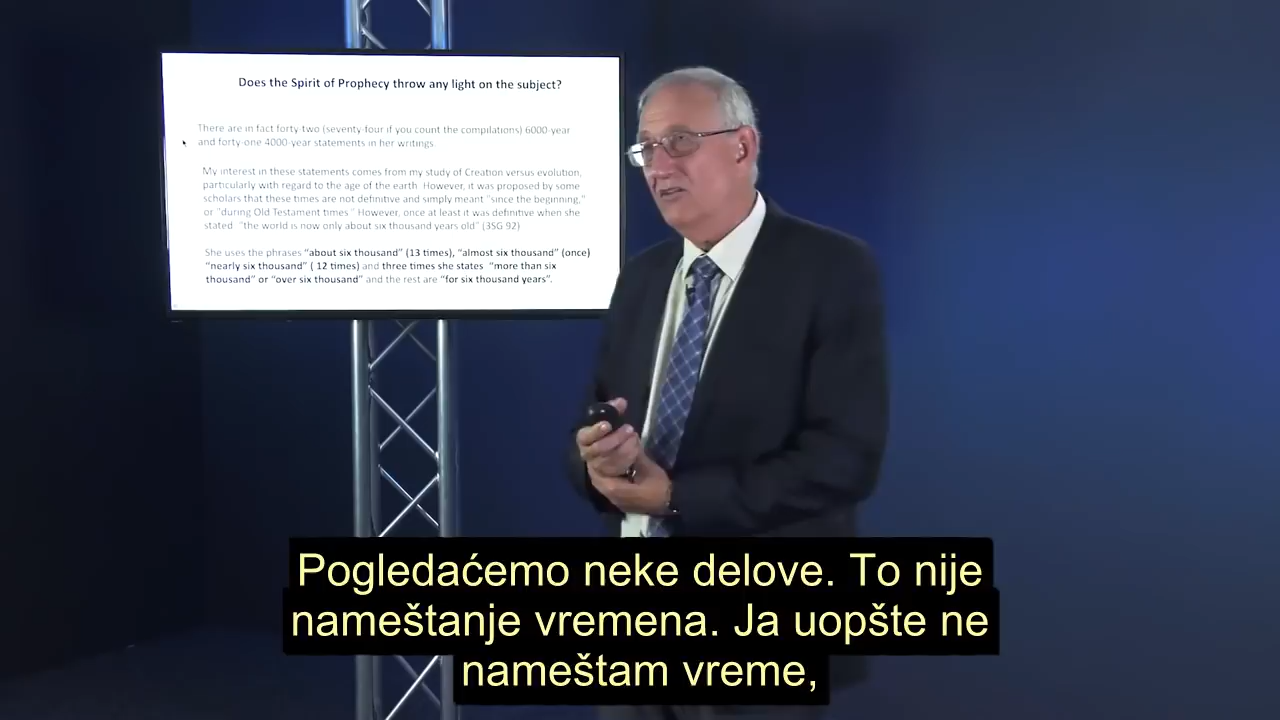 Does the Spirit of Prophecy throw any light on the subject?
There are in fact forty two (seventy four if you count the compilations) 6000-year
and forty-one 4000-year statements in her writings.
My interest in these statements comes from my study of Creation versus evolution,
particularly with regard to the age of the earth. However, it was proposed by some
scholars that these times are not definitive and simply meant "since the beginning,"
or "during Old Testament times." However, once at least it was definitive when she
stated "the world is now only about six thousand years old" (3SG 92)
She uses the phrases "about six thousand" (13 times), "almost six thousand" (once)
"nearly six thousand" ( 12 times) and three times she states "more than six
thousand" or "over six thousand" and the rest are "for six thousand years".
Pogledaćemo neke delove. To nije
nameštanje vremena. Ja uopšte ne
nameštam vreme,